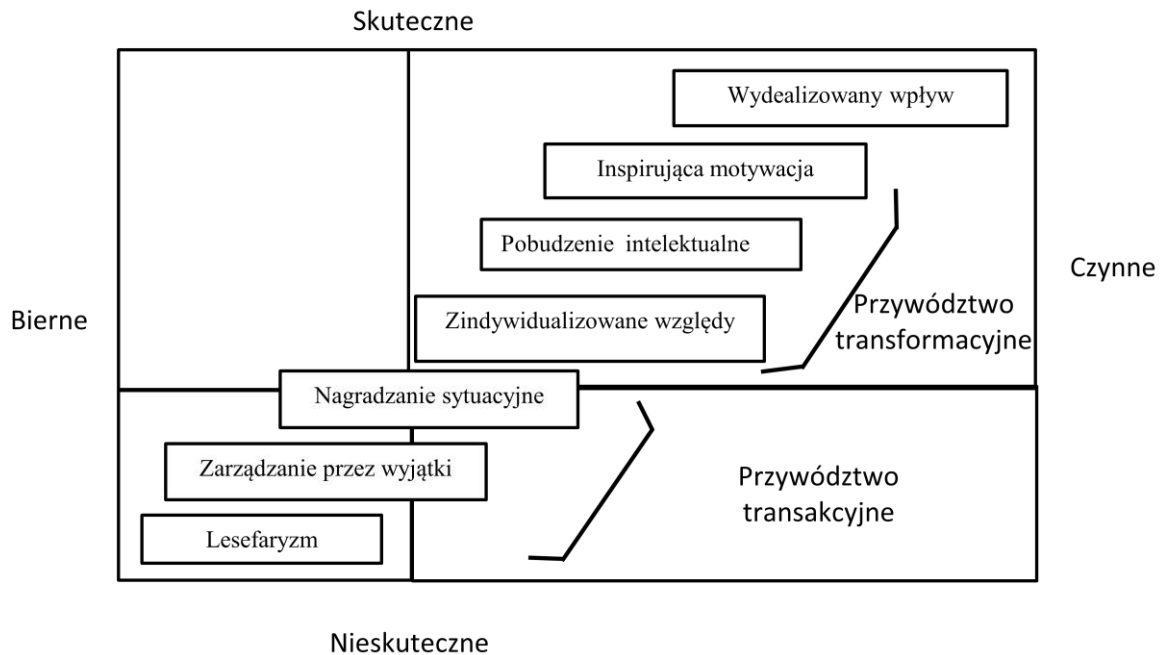 Skuteczne
Wydealizowany wpływ
Inspirująca motywacja
Pobudzenie intelektualne
Czynne
Bierne
Zindywidualizowane względy
Przywództwo
transformacyjne
Nagradzanie sytuacyjne
Zarządzanie przez wyjątki
Przywództwo
transakcyjne
Lesefaryzm
Nieskuteczne